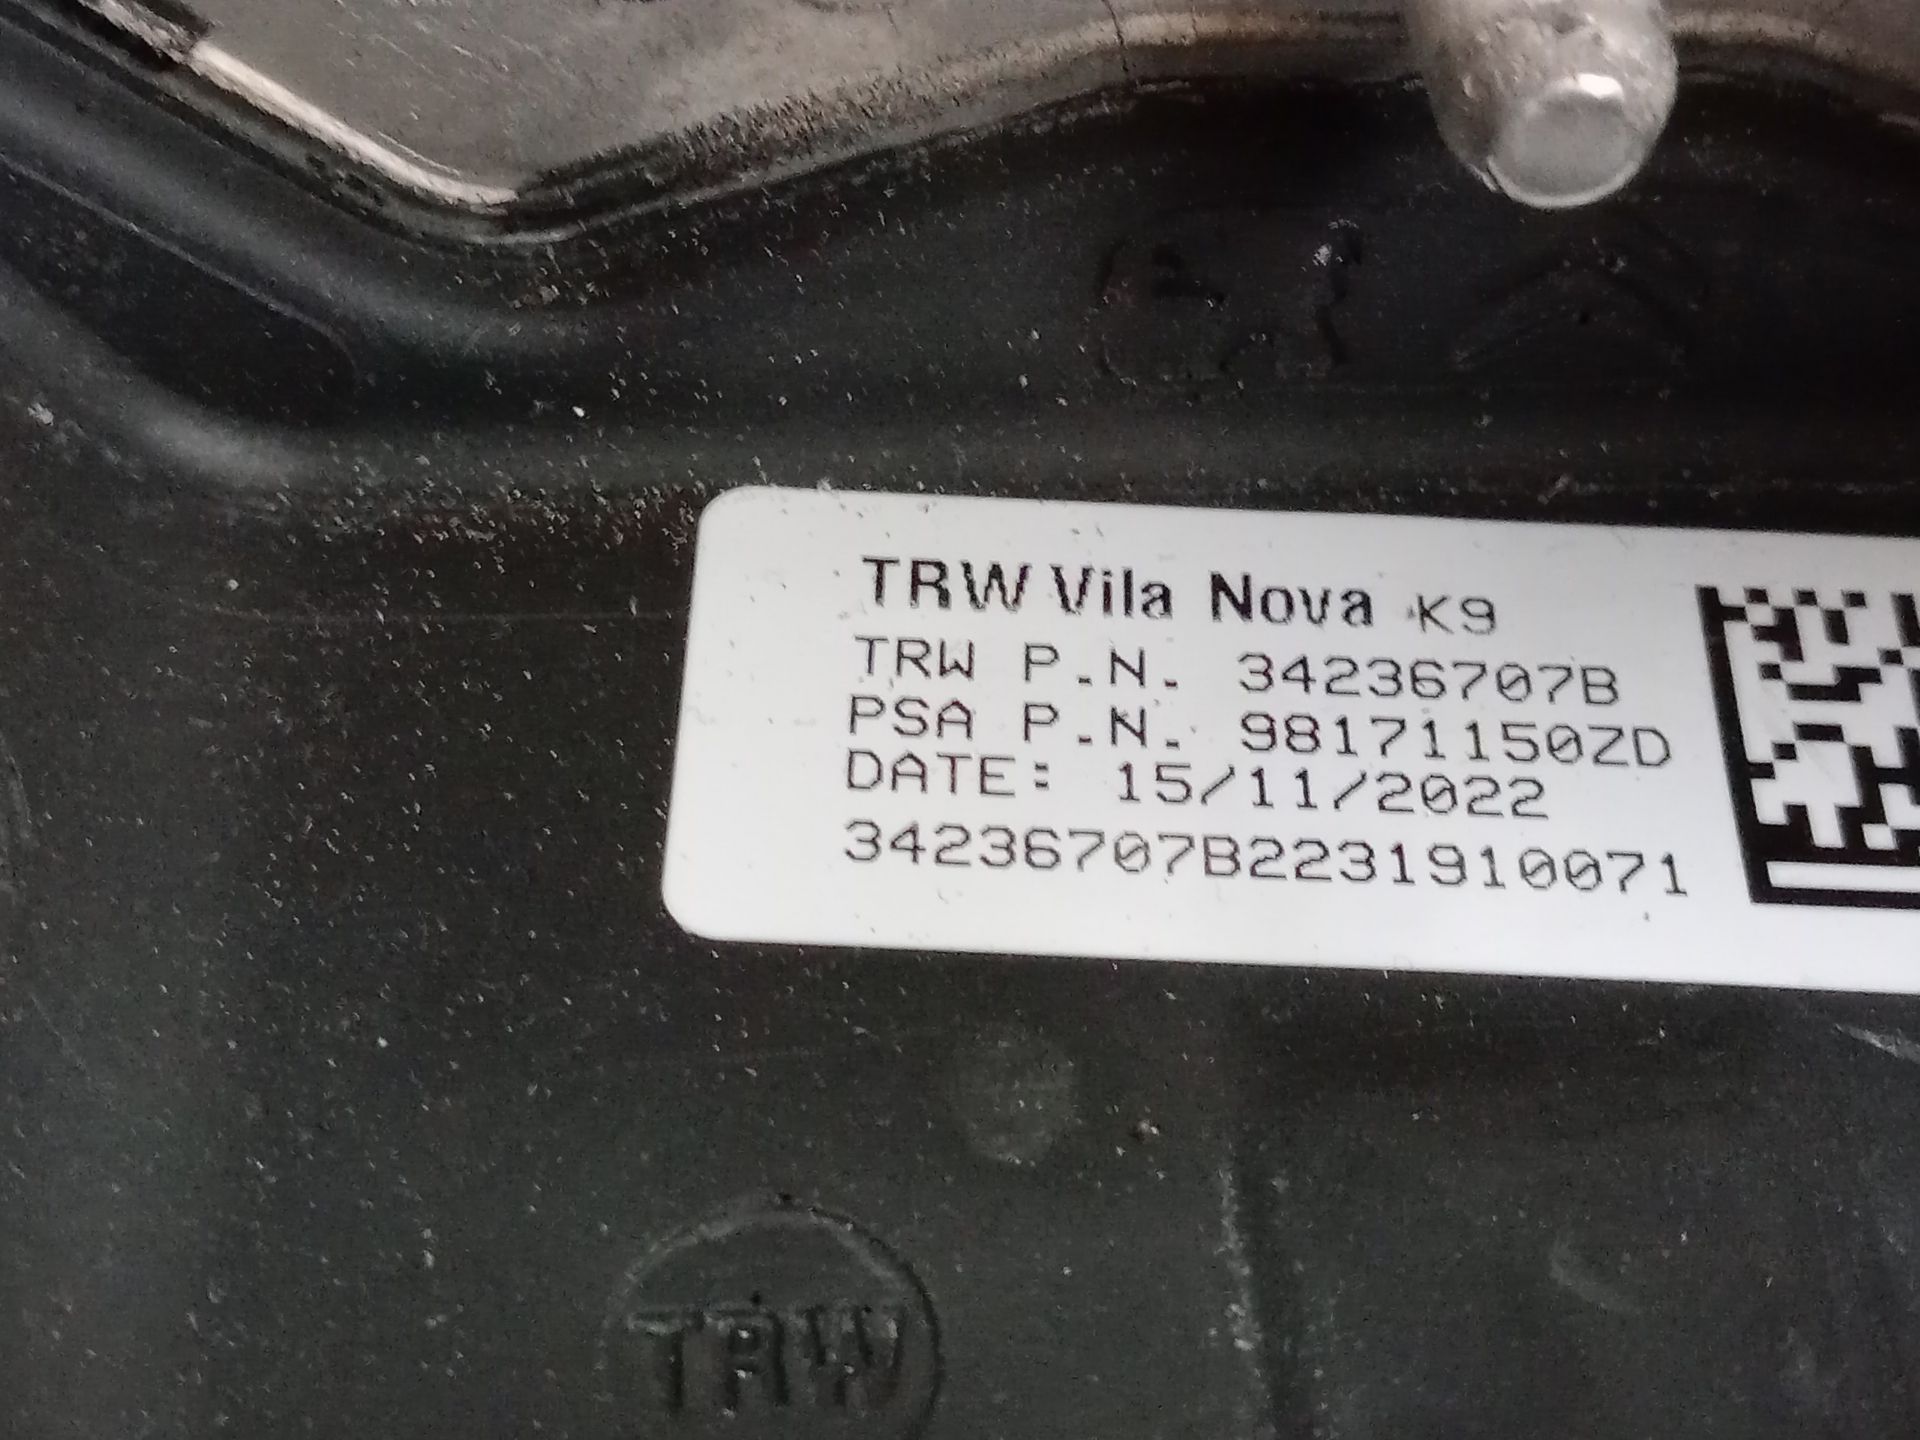 TRW Vila Nova K9
TRW P.N. 34236707B
PSA P.N. 98171150ZD
DATE: 15/11/2022
34236707B2231910071
TRW